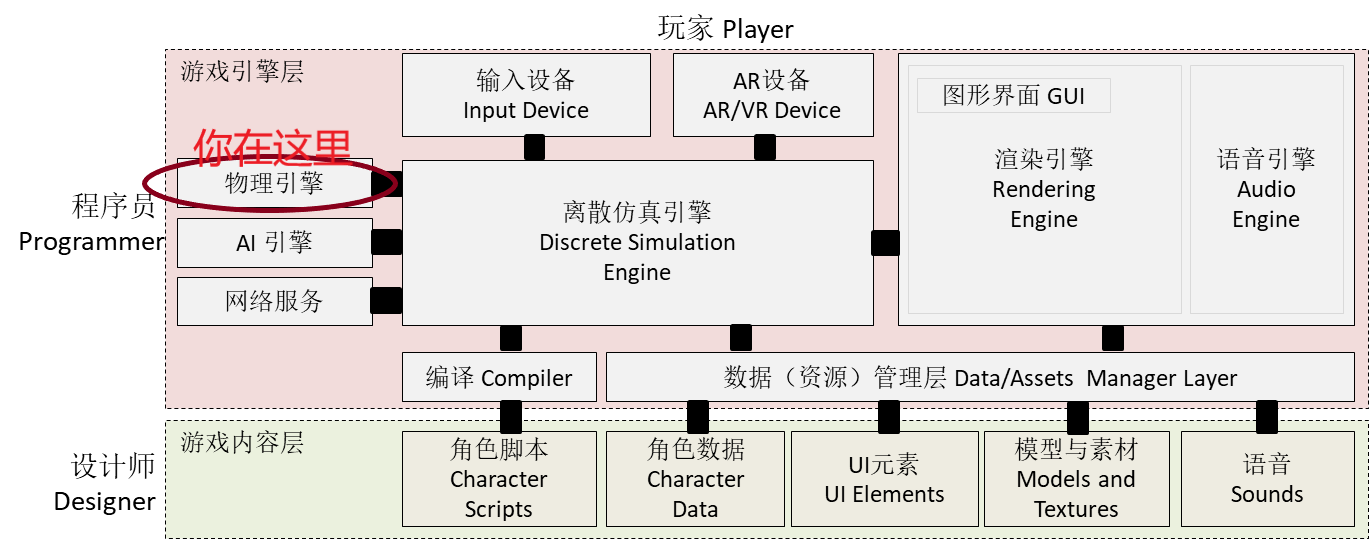 玩家 Player
游戏引擎层
输入设备
Input Device
AR设备
AR/VR Device
图形界面 GUI
渲染引擎
Rendering
Engine
语音引擎
Audio
Engine
你在这里
物理引擎
AI 引擎
网络服务
程序员
Programmer
离散仿真引擎
Discrete Simulation
Engine
编译 Compiler
数据（资源）管理层 Data/Assets Manager Layer
设计师
Designer
游戏内容层
角色脚本
Character
Scripts
角色数据
Character
Data
UI元素
UI Elements
模型与素材
Models and
Textures
语音
Sounds